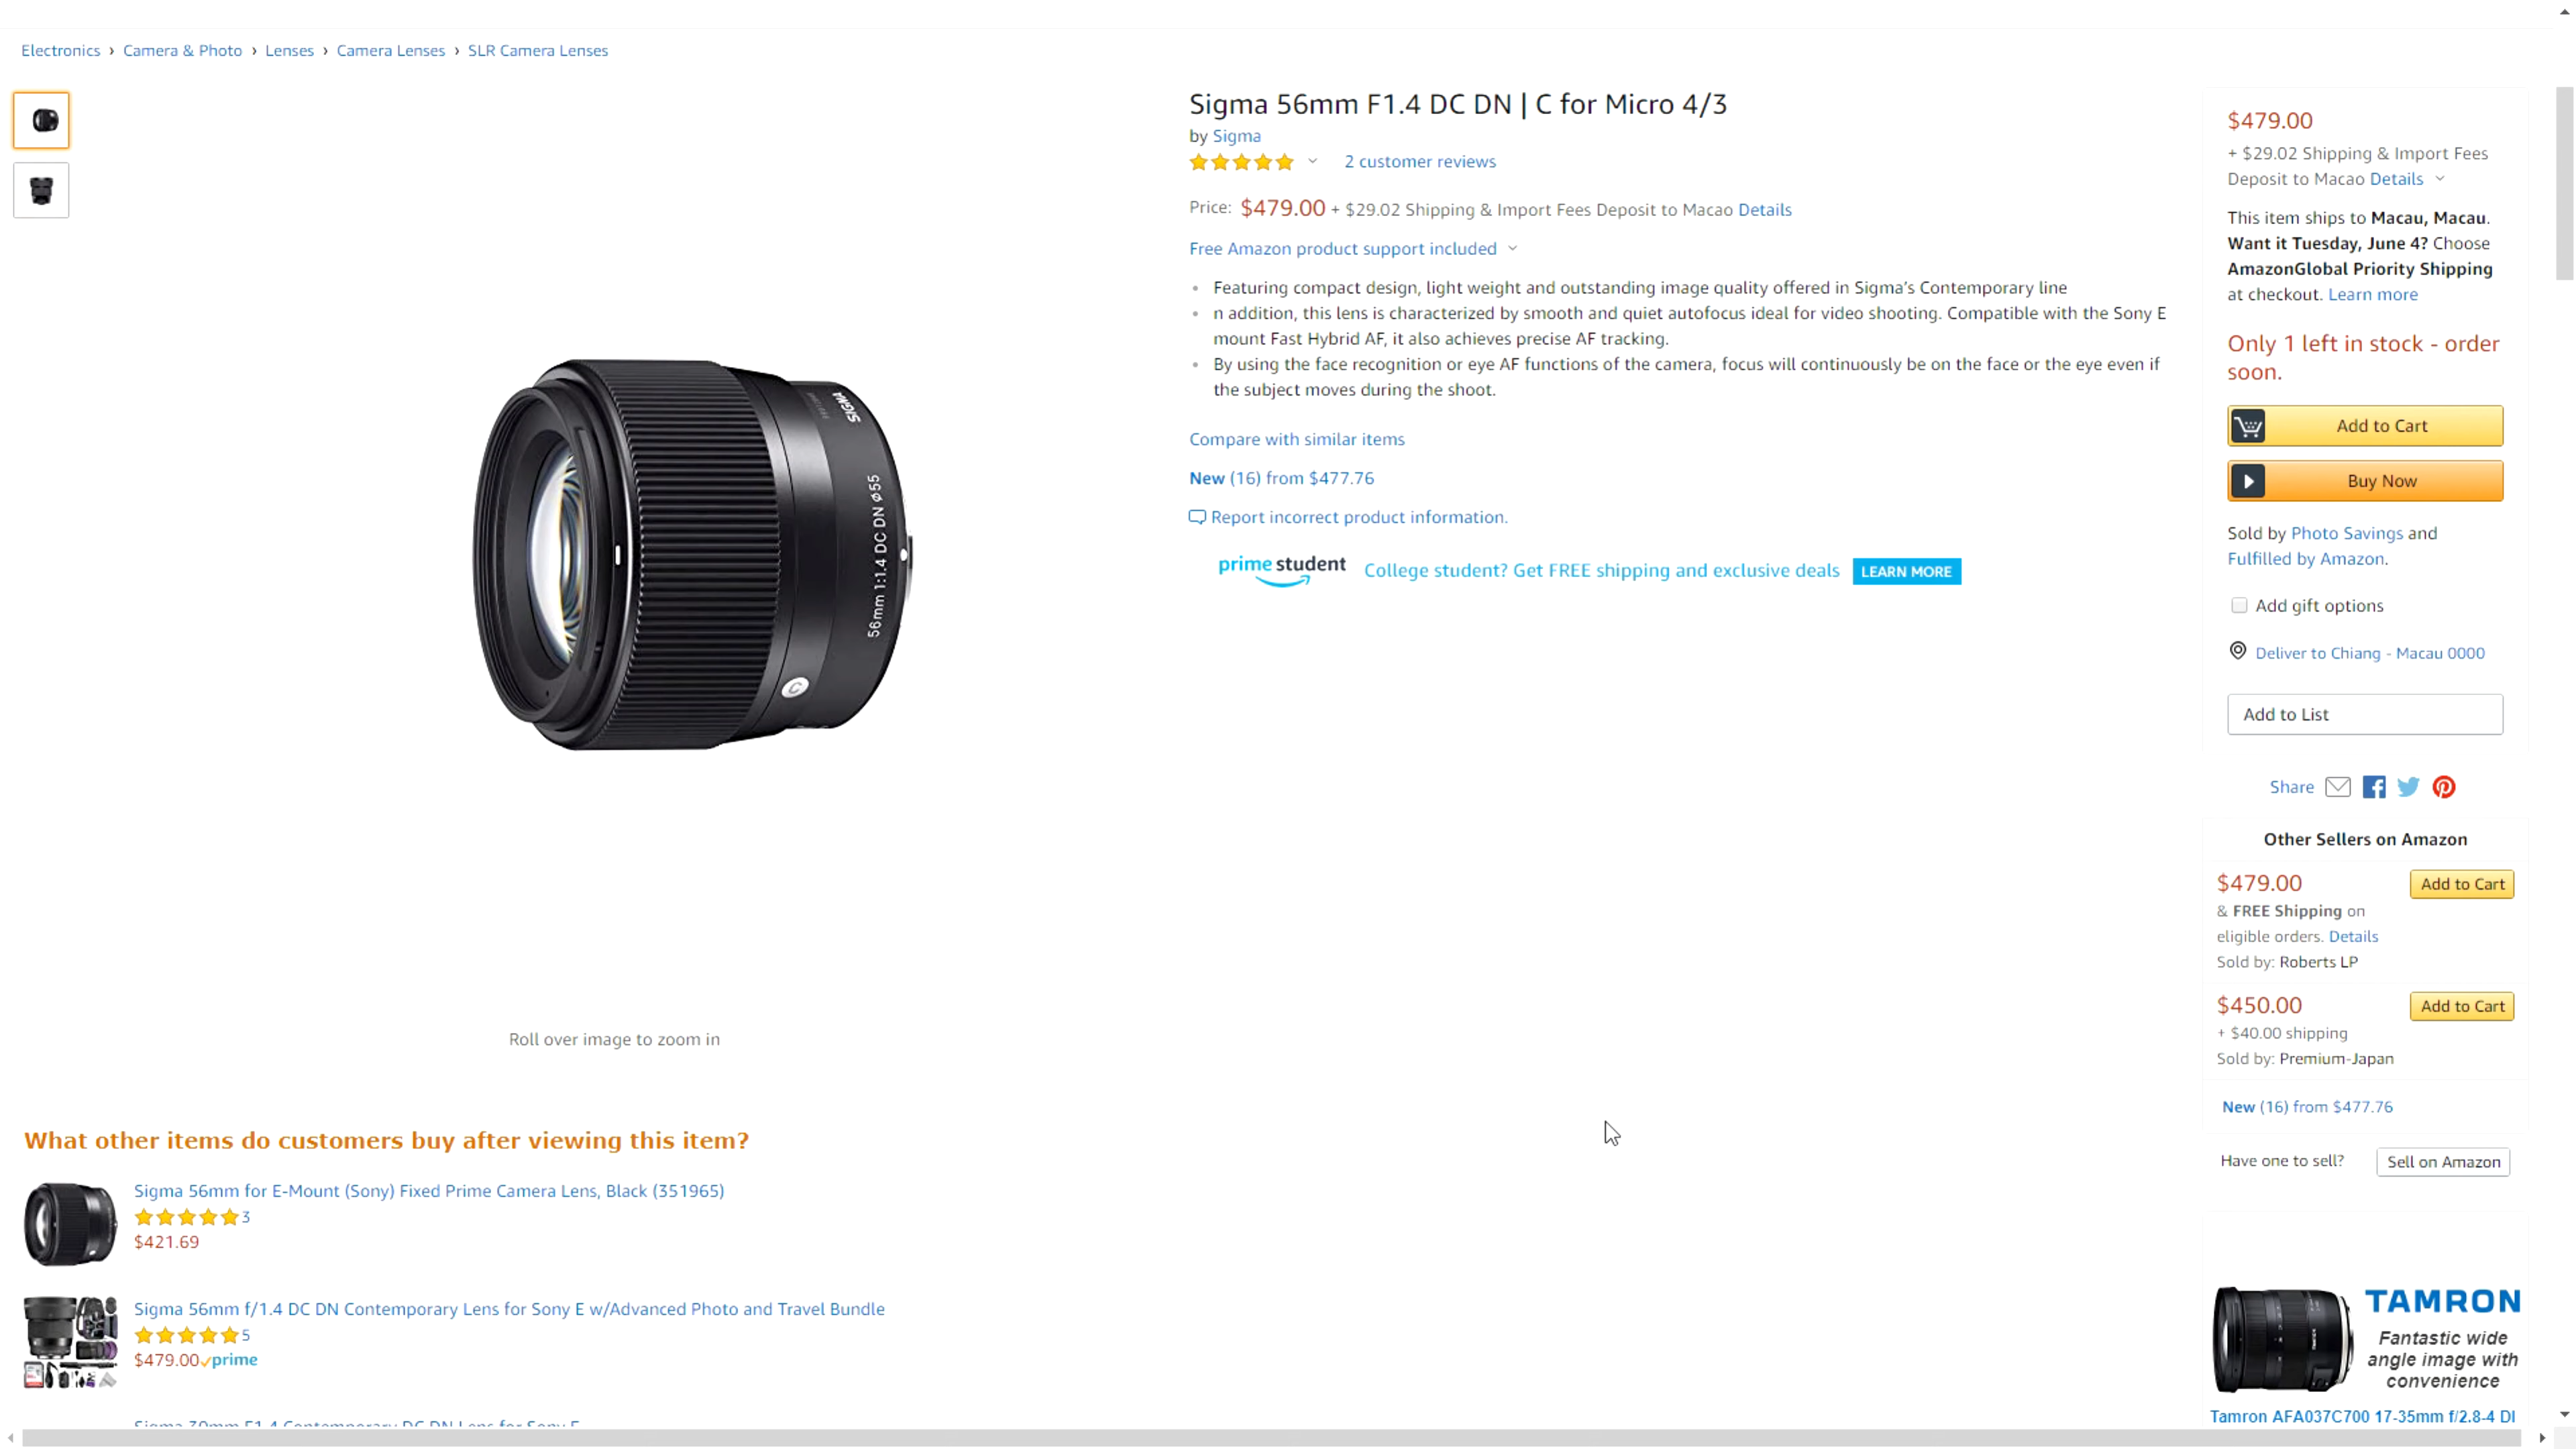 Electronics › Camera & Photo › Lenses › Camera Lenses › SLR Camera Lenses
Sigma 56mm F1.4 DC DN | C for Micro 4/3
by Sigma
2 customer reviews
Price: $479.00 + $29.02 Shipping & Import Fees Deposit to Macao Details
Free Amazon product support included
Featuring compact design, light weight and outstanding image quality offered in Sigma's Contemporary line
n addition, this lens is characterized by smooth and quiet autofocus ideal for video shooting. Compatible with the Sony E
mount Fast Hybrid AF, it also achieves precise AF tracking.
By using the face recognition or eye AF functions of the camera, focus will continuously be on the face or the eye even if
the subject moves during the shoot.
Compare with similar items
New (16) from $477.76
Report incorrect product information.
prime student College student? Get FREE shipping and exclusive deals LEARN MORE
SIGMA
56mm 1:1.4 DC DN ø55
C
Roll over image to zoom in
$479.00
+ $29.02 Shipping & Import Fees
Deposit to Macao Details
This item ships to Macau, Macau.
Want it Tuesday, June 4? Choose
AmazonGlobal Priority Shipping
at checkout. Learn more
Only 1 left in stock - order
soon.
Add to Cart
Buy Now
Sold by Photo Savings and
Fulfilled by Amazon.
Add gift options
Deliver to Chiang - Macau 0000
Add to List
Share
Other Sellers on Amazon
$479.00 Add to Cart
& FREE Shipping on
eligible orders. Details
Sold by: Roberts LP
$450.00 Add to Cart
+ $40.00 shipping
Sold by: Premium-Japan
New (16) from $477.76
Have one to sell? Sell on Amazon
What other items do customers buy after viewing this item?
Sigma 56mm for E-Mount (Sony) Fixed Prime Camera Lens, Black (351965)
3
$421.69
Sigma 56mm f/1.4 DC DN Contemporary Lens for Sony E w/Advanced Photo and Travel Bundle
5
$479.00 prime
Sigma 30mm F1.4 Contemporary DC DN Lens for Sony E
TAMRON
Fantastic wide
angle image with
convenience
Tamron AFA037C700 17-35mm f/2.8-4 DI